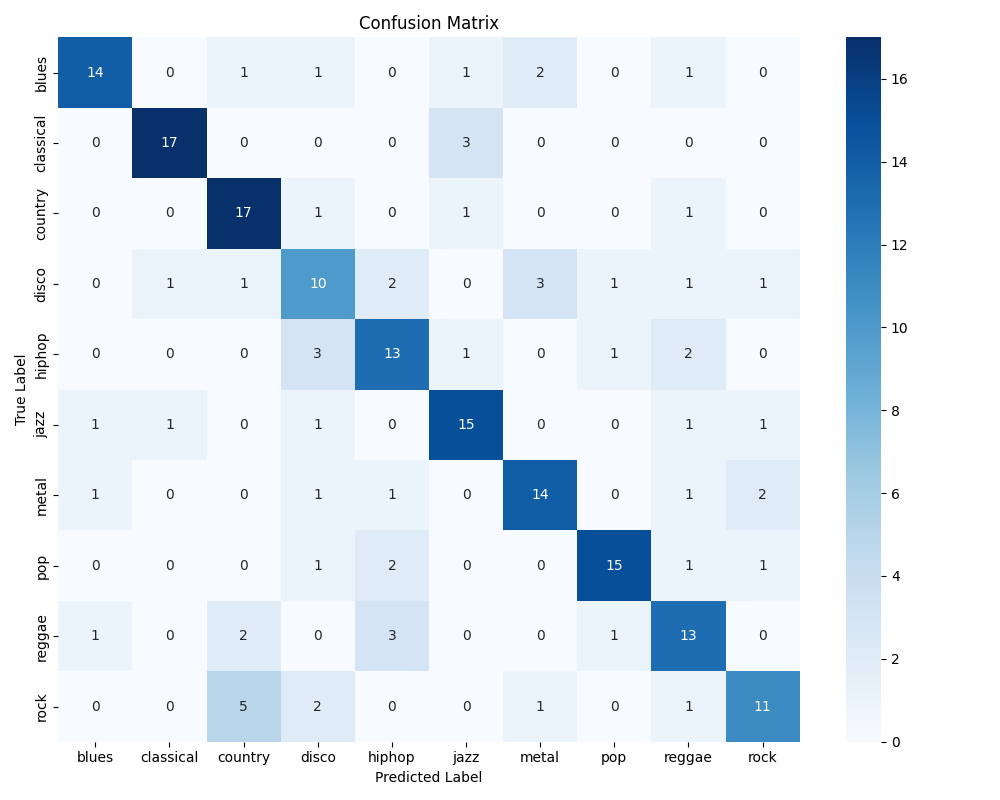 Confusion Matrix
True Label
blues 14 0 1 1 0 1 2 0 1 0
classical 0 17 0 0 0 3 0 0 0 0
country 0 0 17 1 0 1 0 0 1 0
disco 0 1 1 10 2 0 3 1 1 1
hiphop 0 0 0 3 13 1 0 1 2 0
jazz 1 1 0 1 0 15 0 0 1 1
metal 1 0 0 1 1 0 14 0 1 2
pop 0 0 0 1 2 0 0 15 1 1
reggae 1 0 2 0 3 0 0 1 13 0
rock 0 0 5 2 0 0 1 0 1 11
blues classical country disco hiphop jazz metal pop reggae rock
Predicted Label
16
14
12
10
8
6
4
2
0